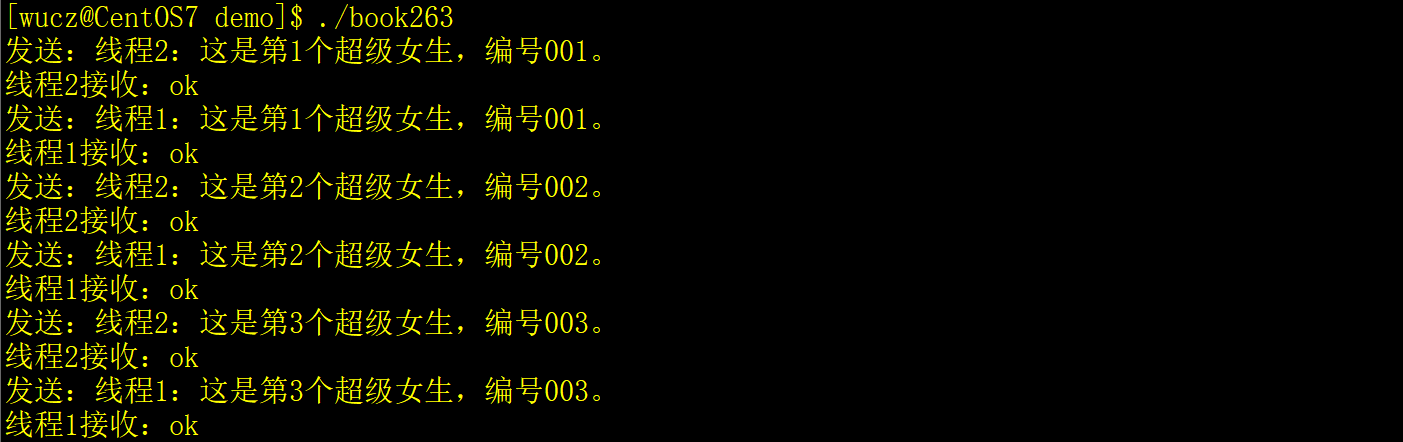 [wucz@CentOS7 demo]$ ./book263
发送：线程2：这是第1个超级女生，编号001。
线程2接收：ok
发送：线程1：这是第1个超级女生，编号001。
线程1接收：ok
发送：线程2：这是第2个超级女生，编号002。
线程2接收：ok
发送：线程1：这是第2个超级女生，编号002。
线程1接收：ok
发送：线程2：这是第3个超级女生，编号003。
线程2接收：ok
发送：线程1：这是第3个超级女生，编号003。
线程1接收：ok